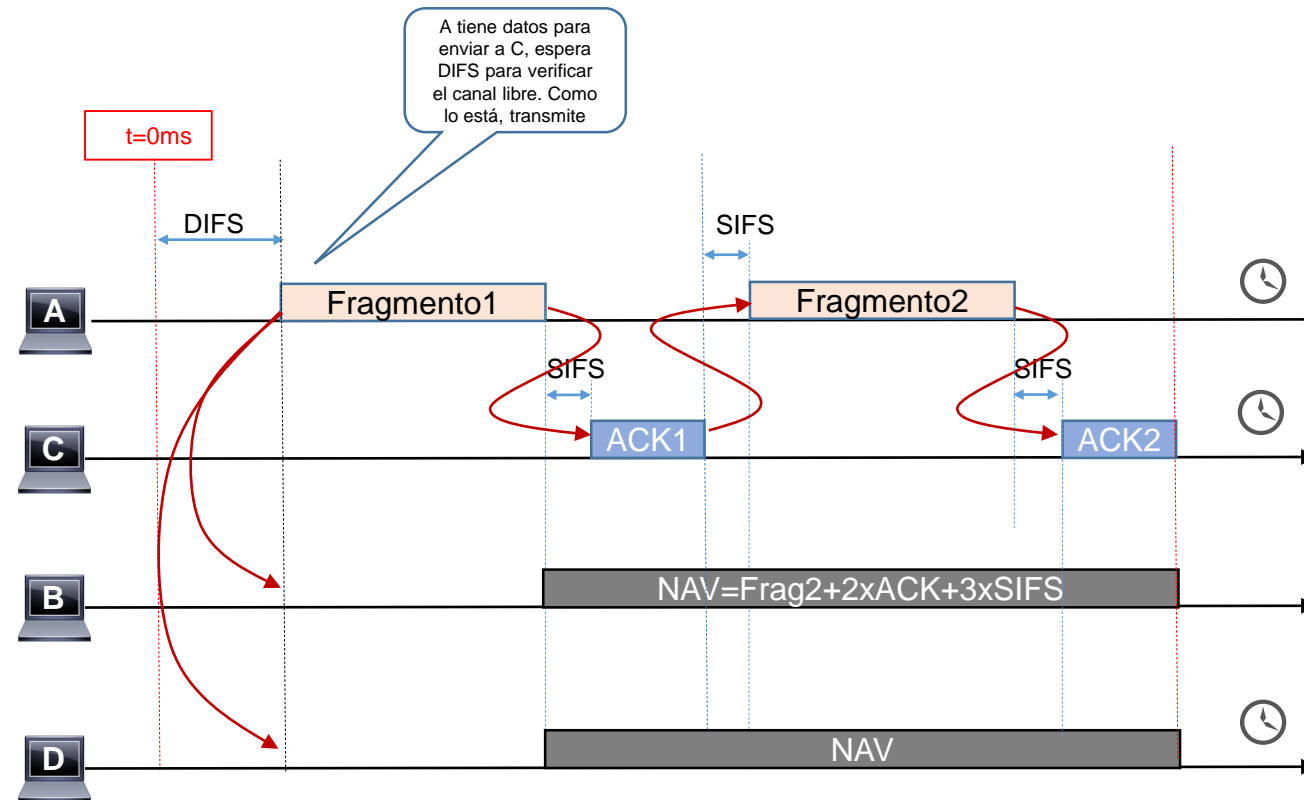 A tiene datos para
enviar a C, espera
DIFS para verificar
el canal libre. Como
lo está, transmite
t=0ms
DIFS
SIFS
A
Fragmento1
Fragmento2
SIFS
SIFS
C
ACK1
ACK2
B
NAV=Frag2+2xACK+3xSIFS
D
NAV